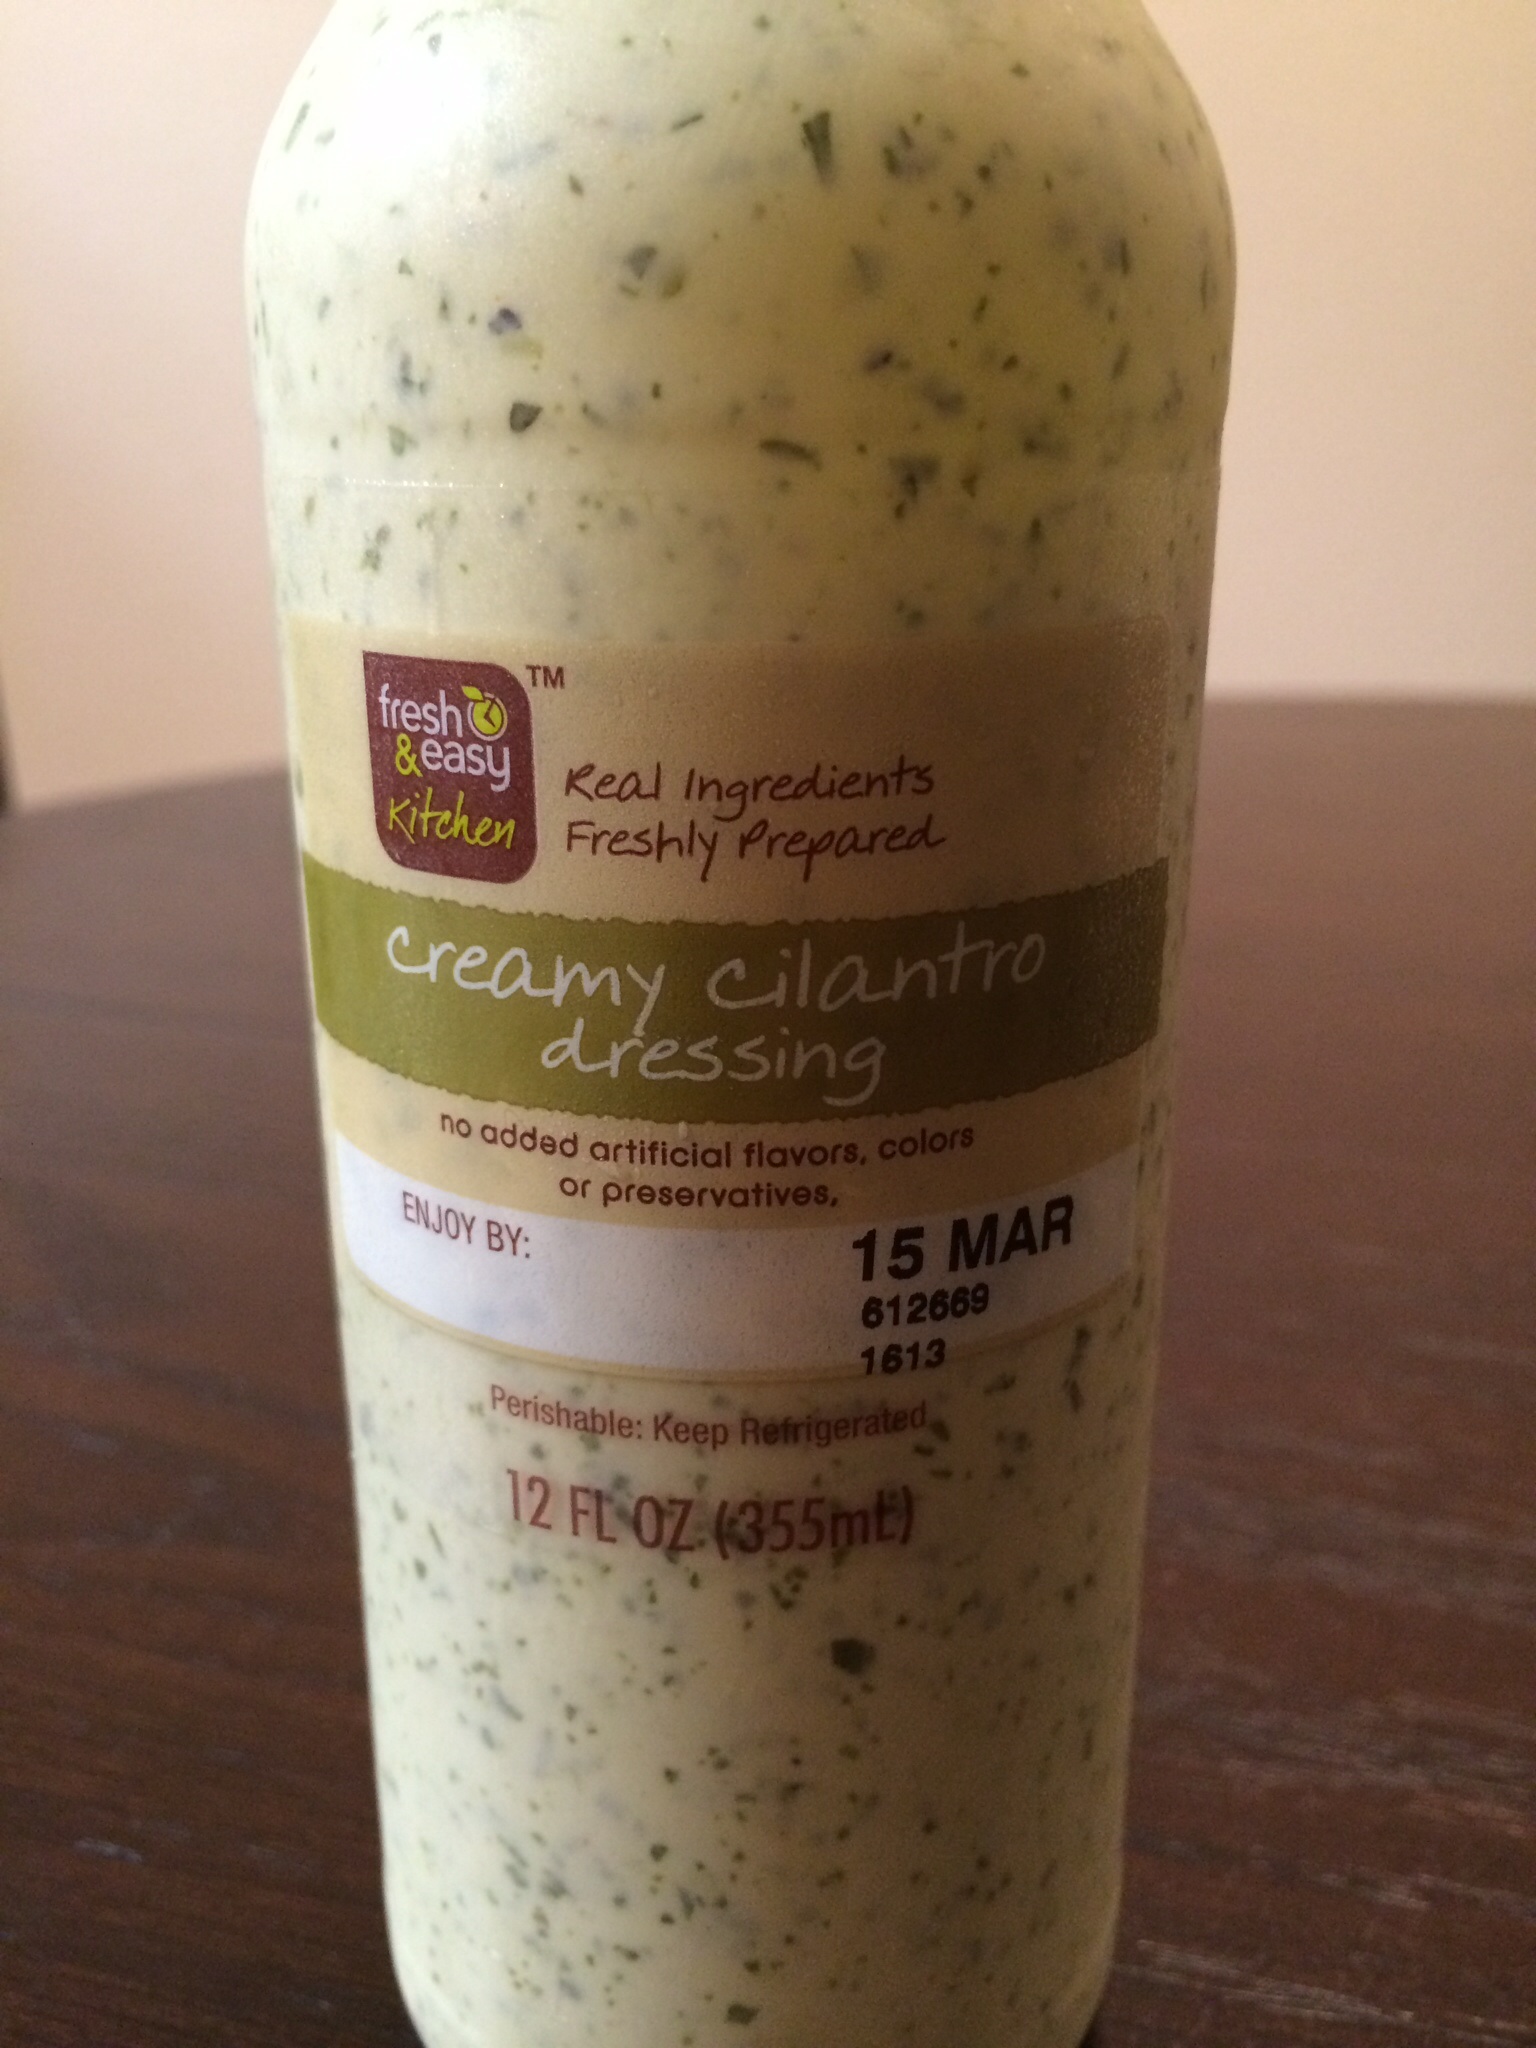 fresh
&easy
Kitchen
TM
Real Ingredients
Freshly Prepared
creamy cilantro
dressing
no added artificial flavors, colors
or preservatives.
ENJOY BY:
15 MAR
612669
1613
Perishable: Keep Refrigerated
12 FL OZ (355mL)